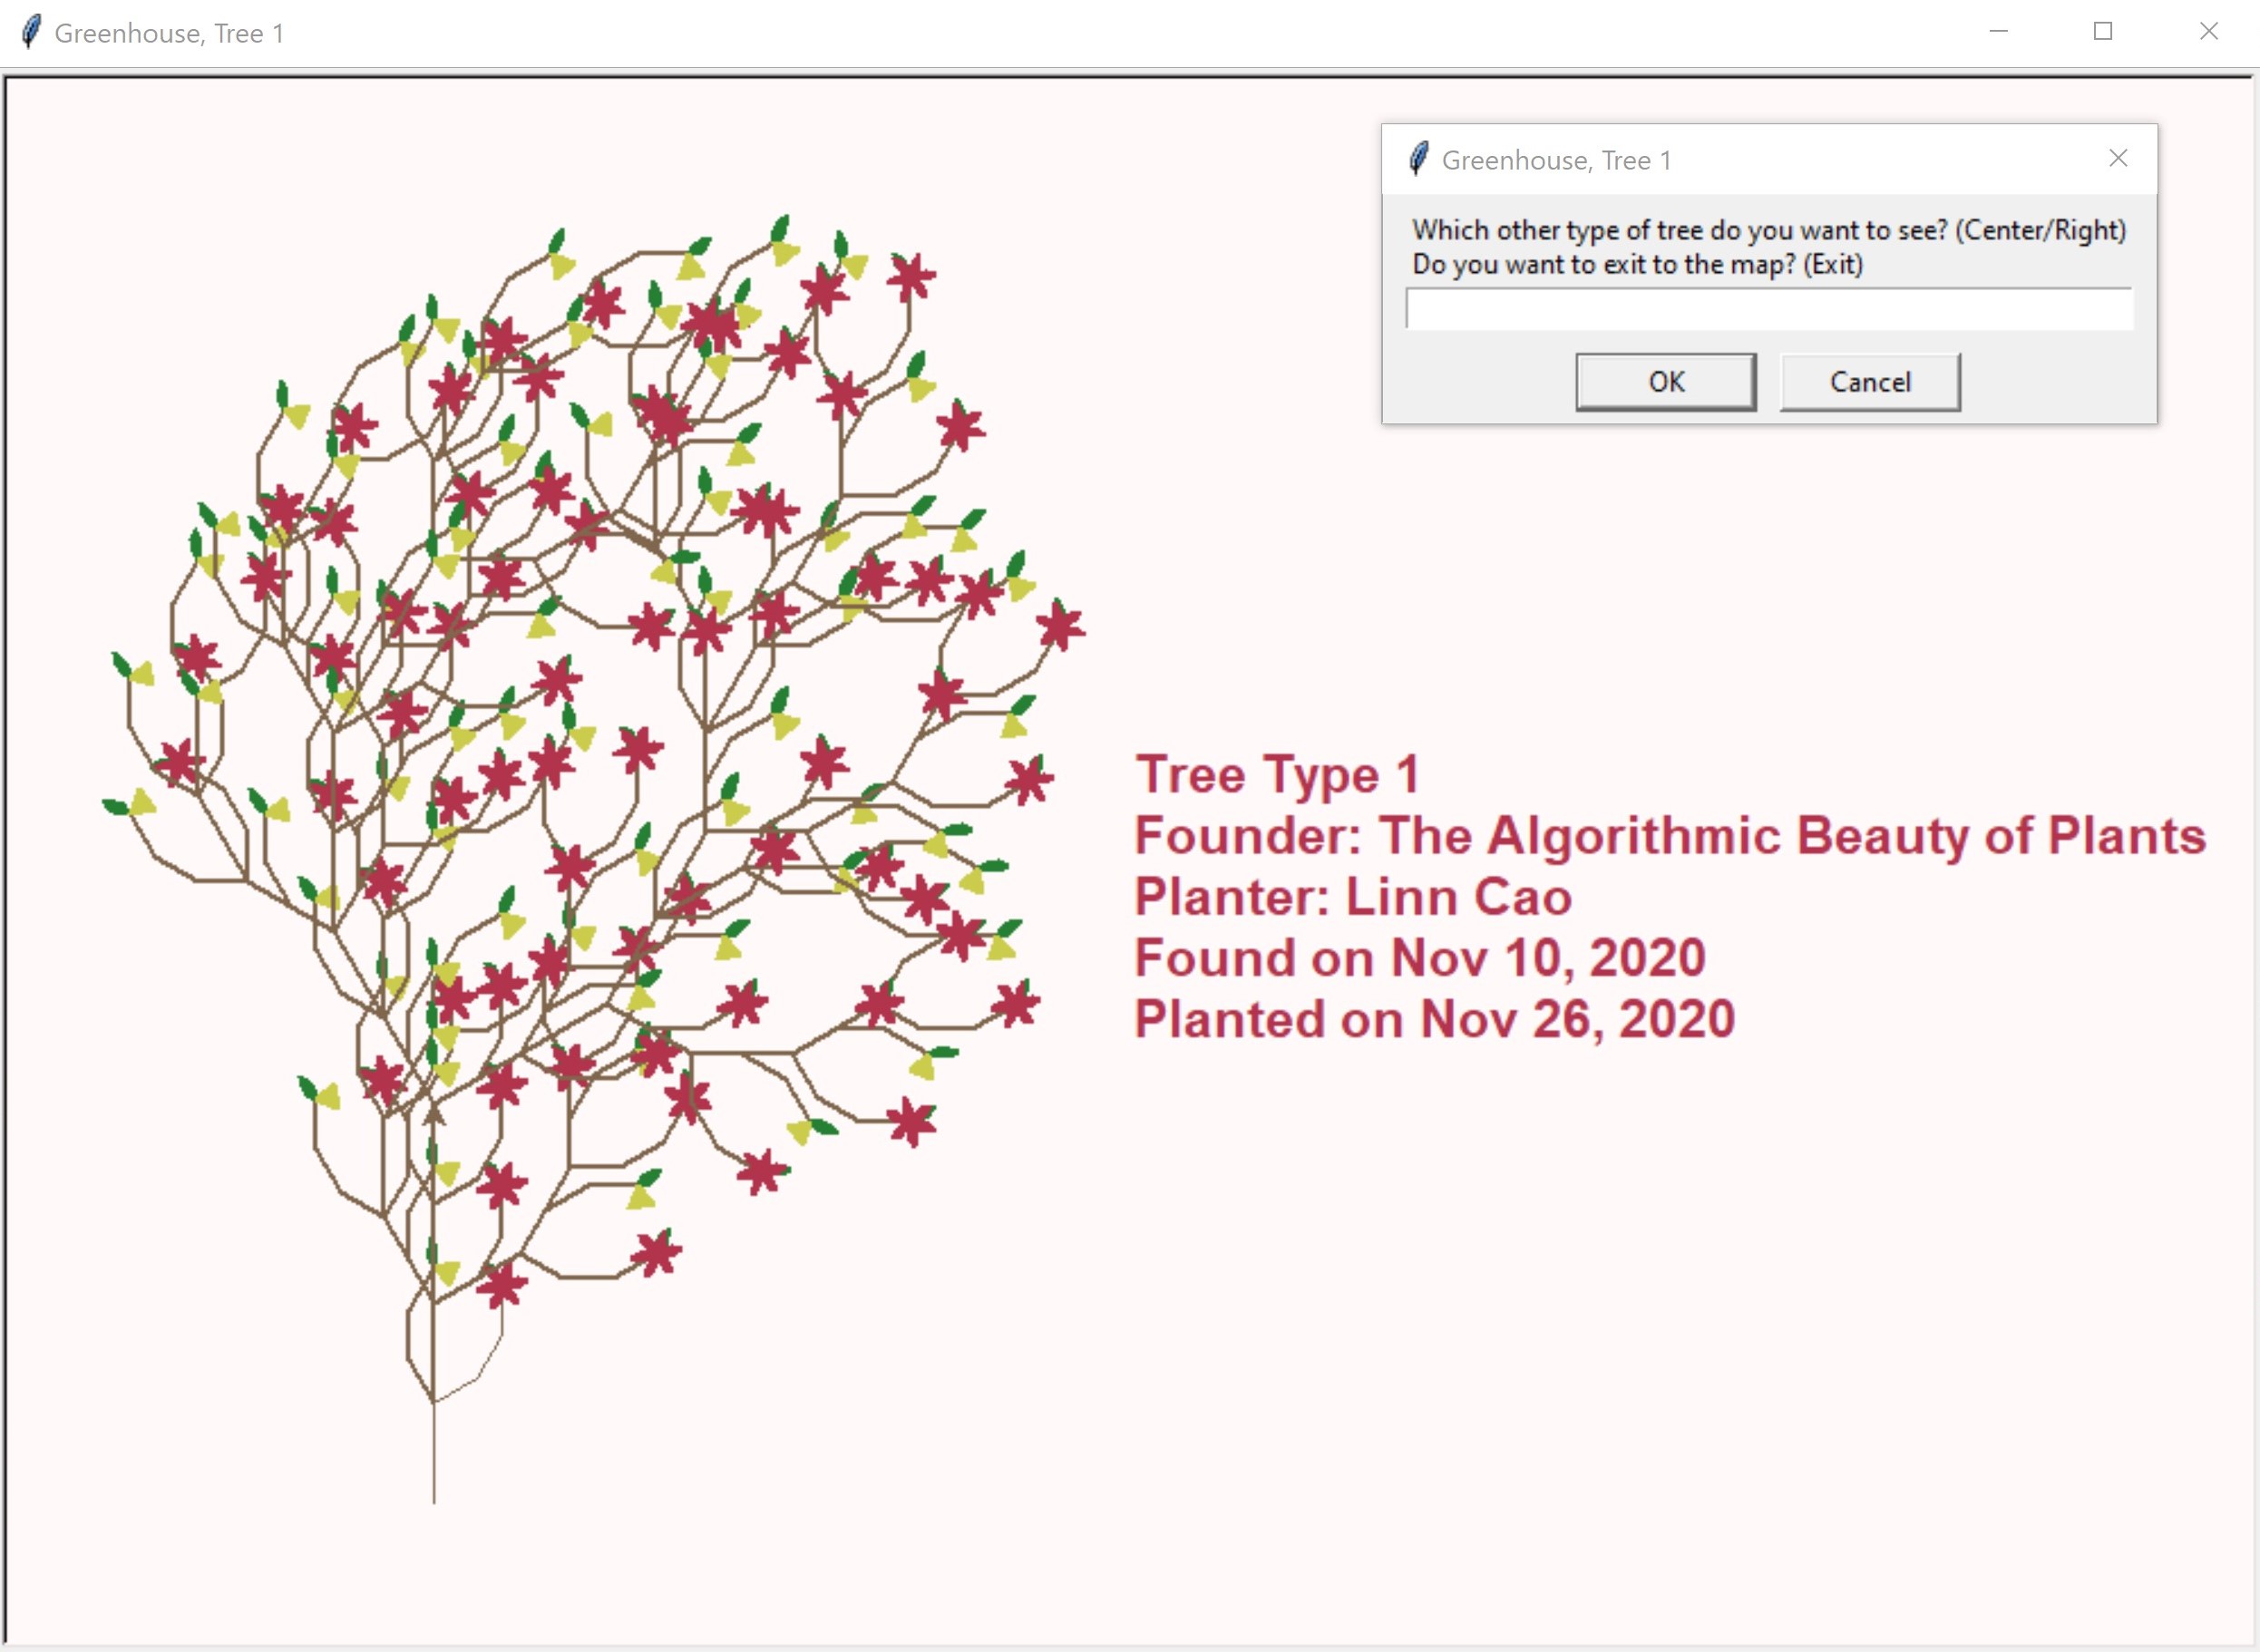 Greenhouse, Tree 1
Greenhouse, Tree 1
Which other type of tree do you want to see? (Center/Right)
Do you want to exit to the map? (Exit)
OK Cancel
Tree Type 1
Founder: The Algorithmic Beauty of Plants
Planter: Linn Cao
Found on Nov 10, 2020
Planted on Nov 26, 2020